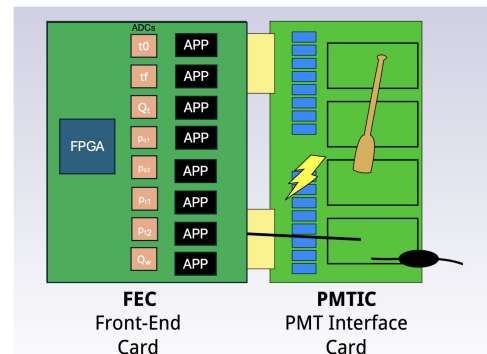 ADCs
t0 APP
tf APP
Qt APP
FPGA
ps1 APP
ps2 APP
pt1 APP
pt2 APP
Qw APP
FEC
Front-End
Card
PMTIC
PMT Interface
Card